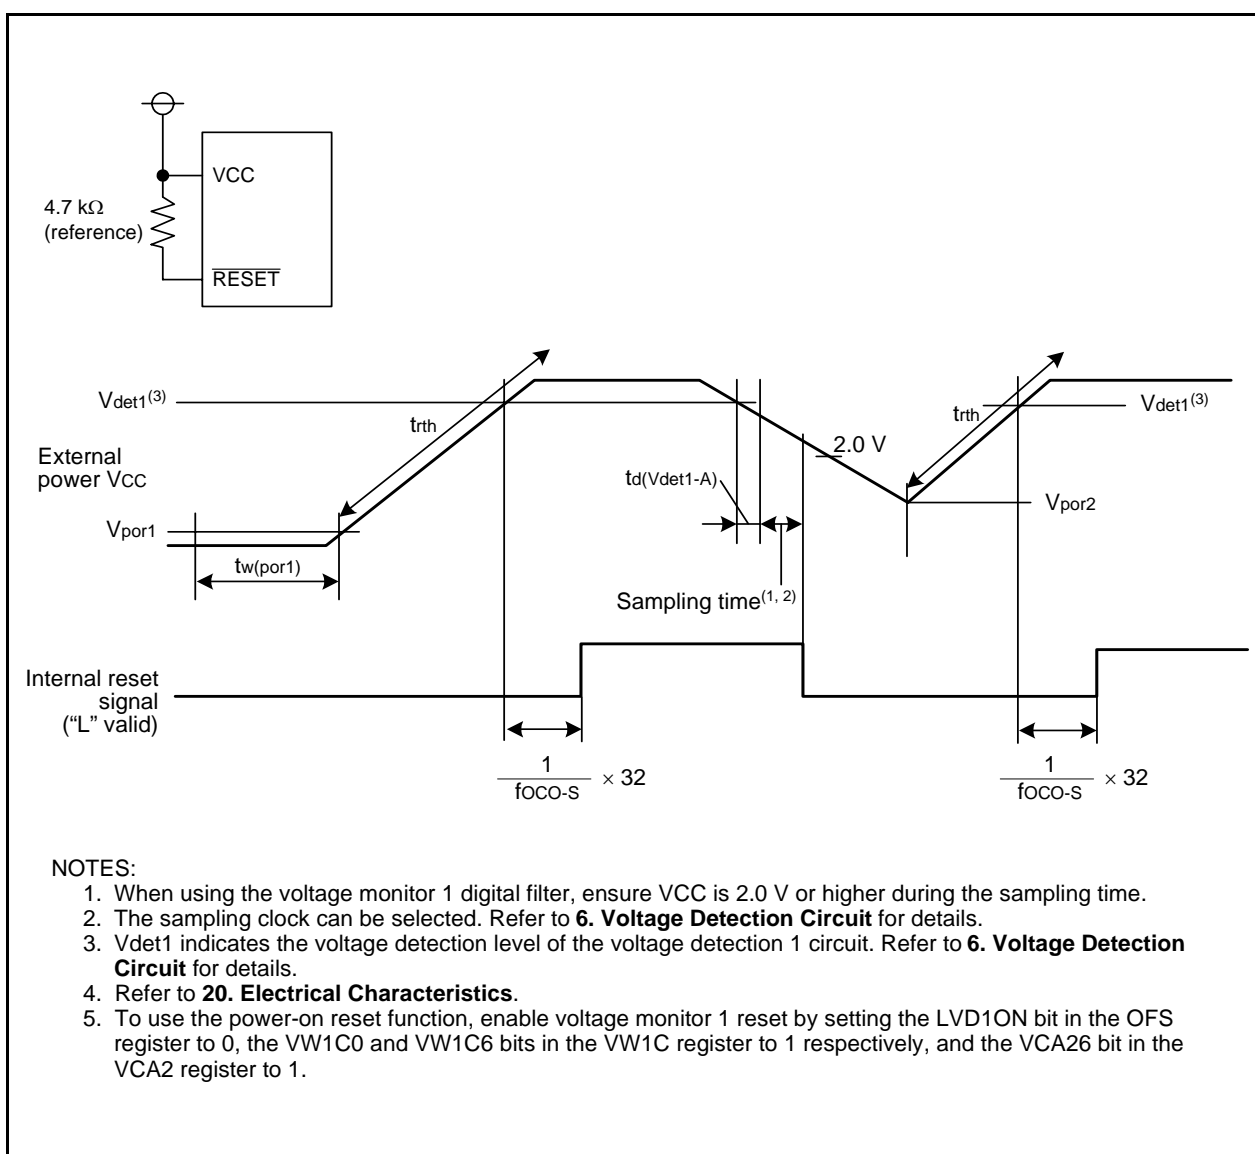 VCC
4.7 kΩ
(reference)
RESET
Vdet1(3)
trth
External
power VCC
Vpor1
tw(por1)
2.0 V
td(Vdet1-A)
Sampling time(1, 2)
trth
Vdet1(3)
Vpor2
Internal reset
signal
(“L” valid)
1
fOCO-S
× 32
1
fOCO-S
× 32
NOTES:
1. When using the voltage monitor 1 digital filter, ensure VCC is 2.0 V or higher during the sampling time.
2. The sampling clock can be selected. Refer to 6. Voltage Detection Circuit for details.
3. Vdet1 indicates the voltage detection level of the voltage detection 1 circuit. Refer to 6. Voltage Detection
Circuit for details.
4. Refer to 20. Electrical Characteristics.
5. To use the power-on reset function, enable voltage monitor 1 reset by setting the LVD1ON bit in the OFS
register to 0, the VW1C0 and VW1C6 bits in the VW1C register to 1 respectively, and the VCA26 bit in the
VCA2 register to 1.